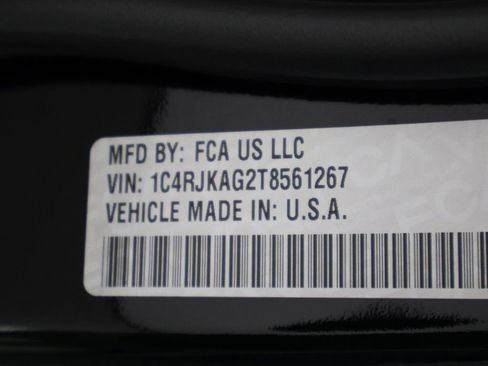 MFD BY: FCA US LLC
VIN: 1C4RJKAG2T8561267
VEHICLE MADE IN: U.S.A.